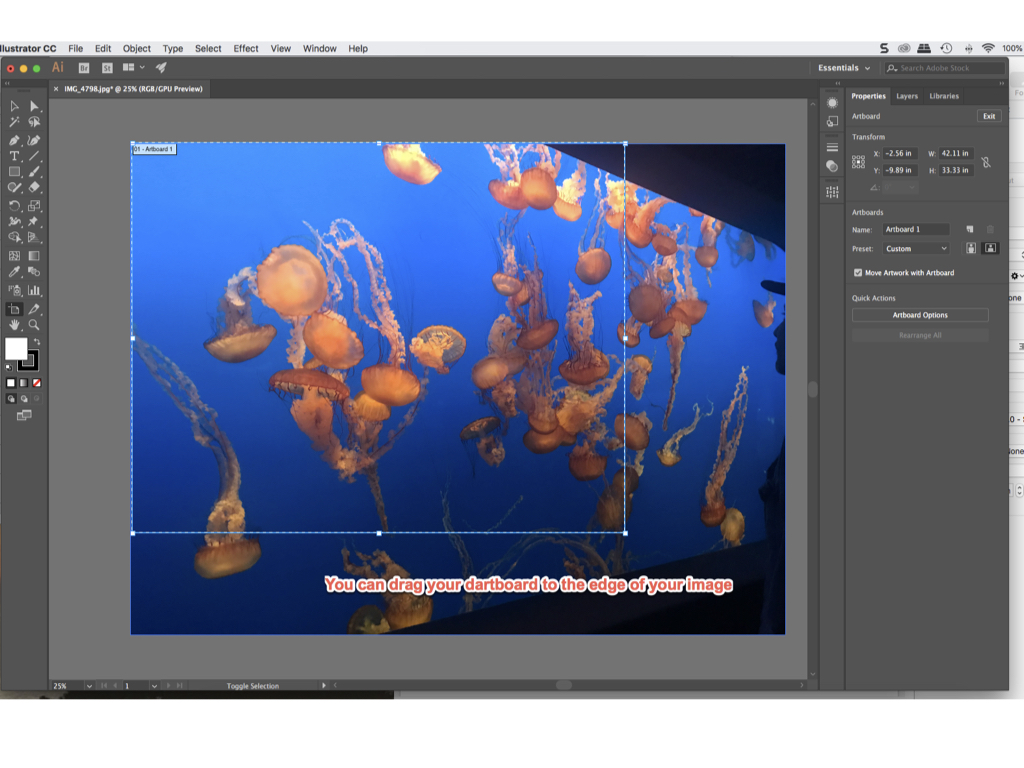 llustrator CC File Edit Object Type Select Effect View Window Help 100%
Ai Br St Essentials Search Adobe Stock
× IMG_4798.jpg* @ 25% (RGB/GPU Preview)
Properties Layers Libraries
Artboard Exit
Transform
X: -2.56 in W: 42.11 in
Y: -9.89 in H: 33.33 in
Artboards
Name: Artboard 1
Preset: Custom
Move Artwork with Artboard
Quick Actions
Artboard Options
Rearrange All
01 - Artboard 1
You can drag your dartboard to the edge of your image
25% 1 Toggle Selection